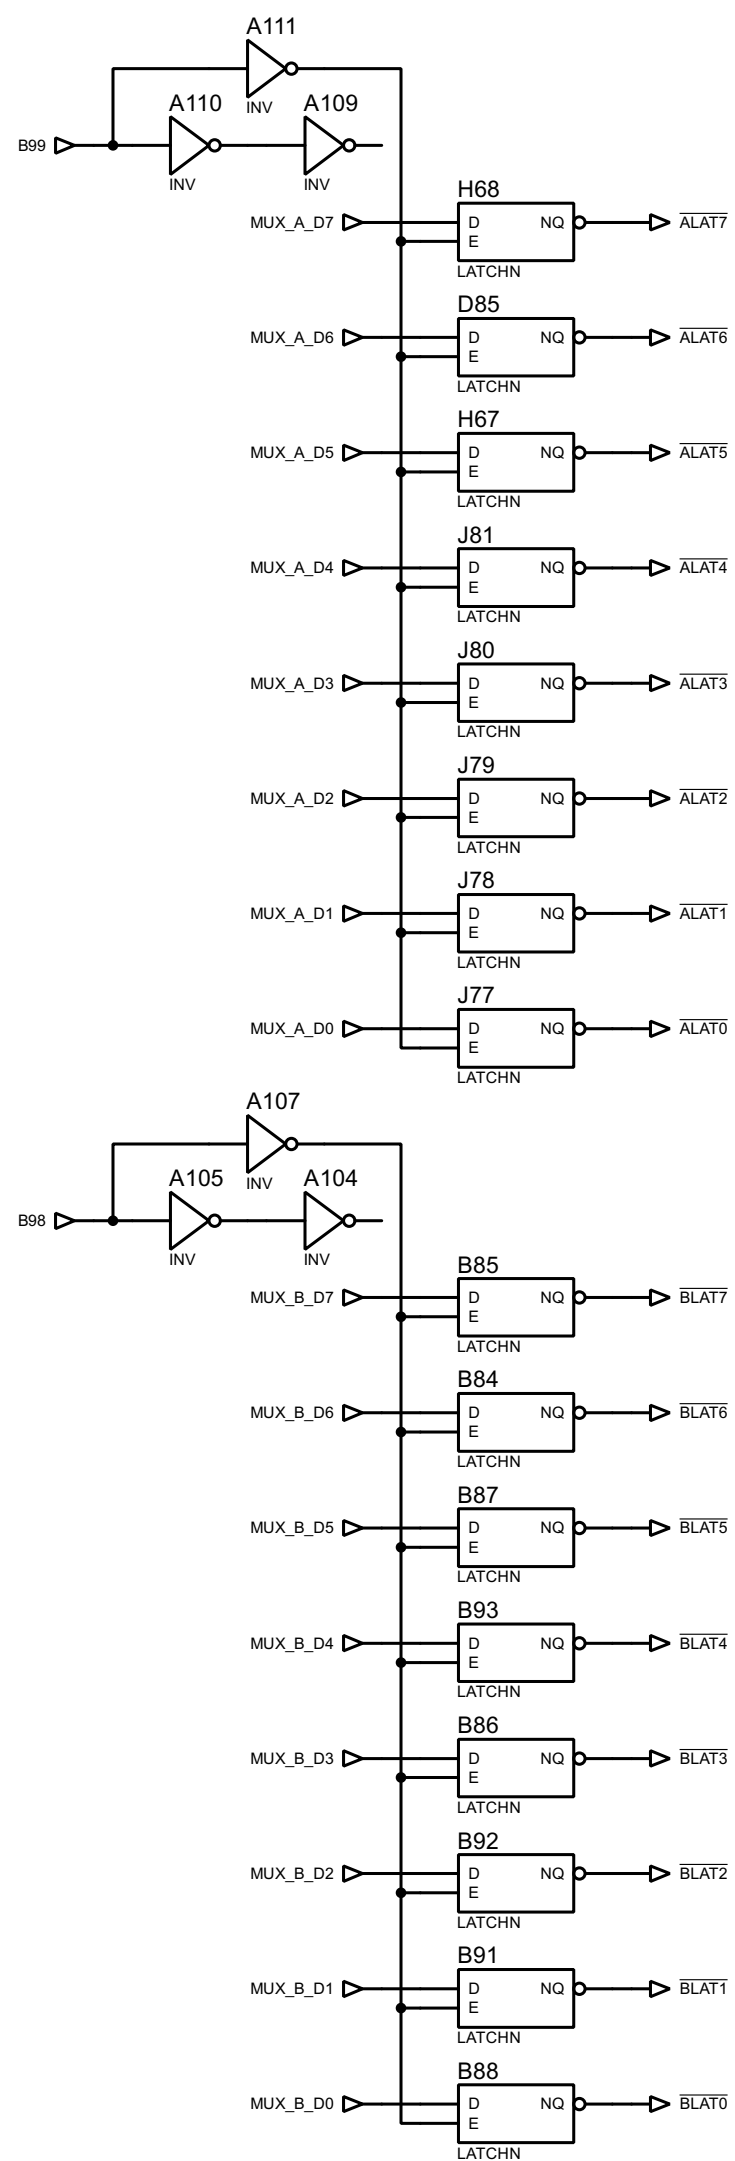 A111
INV
A110 A109
B99
INV INV
H68
MUX_A_D7 D NQ ALAT7
E
LATCHN
D85
MUX_A_D6 D NQ ALAT6
E
LATCHN
H67
MUX_A_D5 D NQ ALAT5
E
LATCHN
J81
MUX_A_D4 D NQ ALAT4
E
LATCHN
J80
MUX_A_D3 D NQ ALAT3
E
LATCHN
J79
MUX_A_D2 D NQ ALAT2
E
LATCHN
J78
MUX_A_D1 D NQ ALAT1
E
LATCHN
J77
MUX_A_D0 D NQ ALAT0
E
LATCHN
A107
INV
A105 A104
B98
INV INV
B85
MUX_B_D7 D NQ BLAT7
E
LATCHN
B84
MUX_B_D6 D NQ BLAT6
E
LATCHN
B87
MUX_B_D5 D NQ BLAT5
E
LATCHN
B93
MUX_B_D4 D NQ BLAT4
E
LATCHN
B86
MUX_B_D3 D NQ BLAT3
E
LATCHN
B92
MUX_B_D2 D NQ BLAT2
E
LATCHN
B91
MUX_B_D1 D NQ BLAT1
E
LATCHN
B88
MUX_B_D0 D NQ BLAT0
E
LATCHN